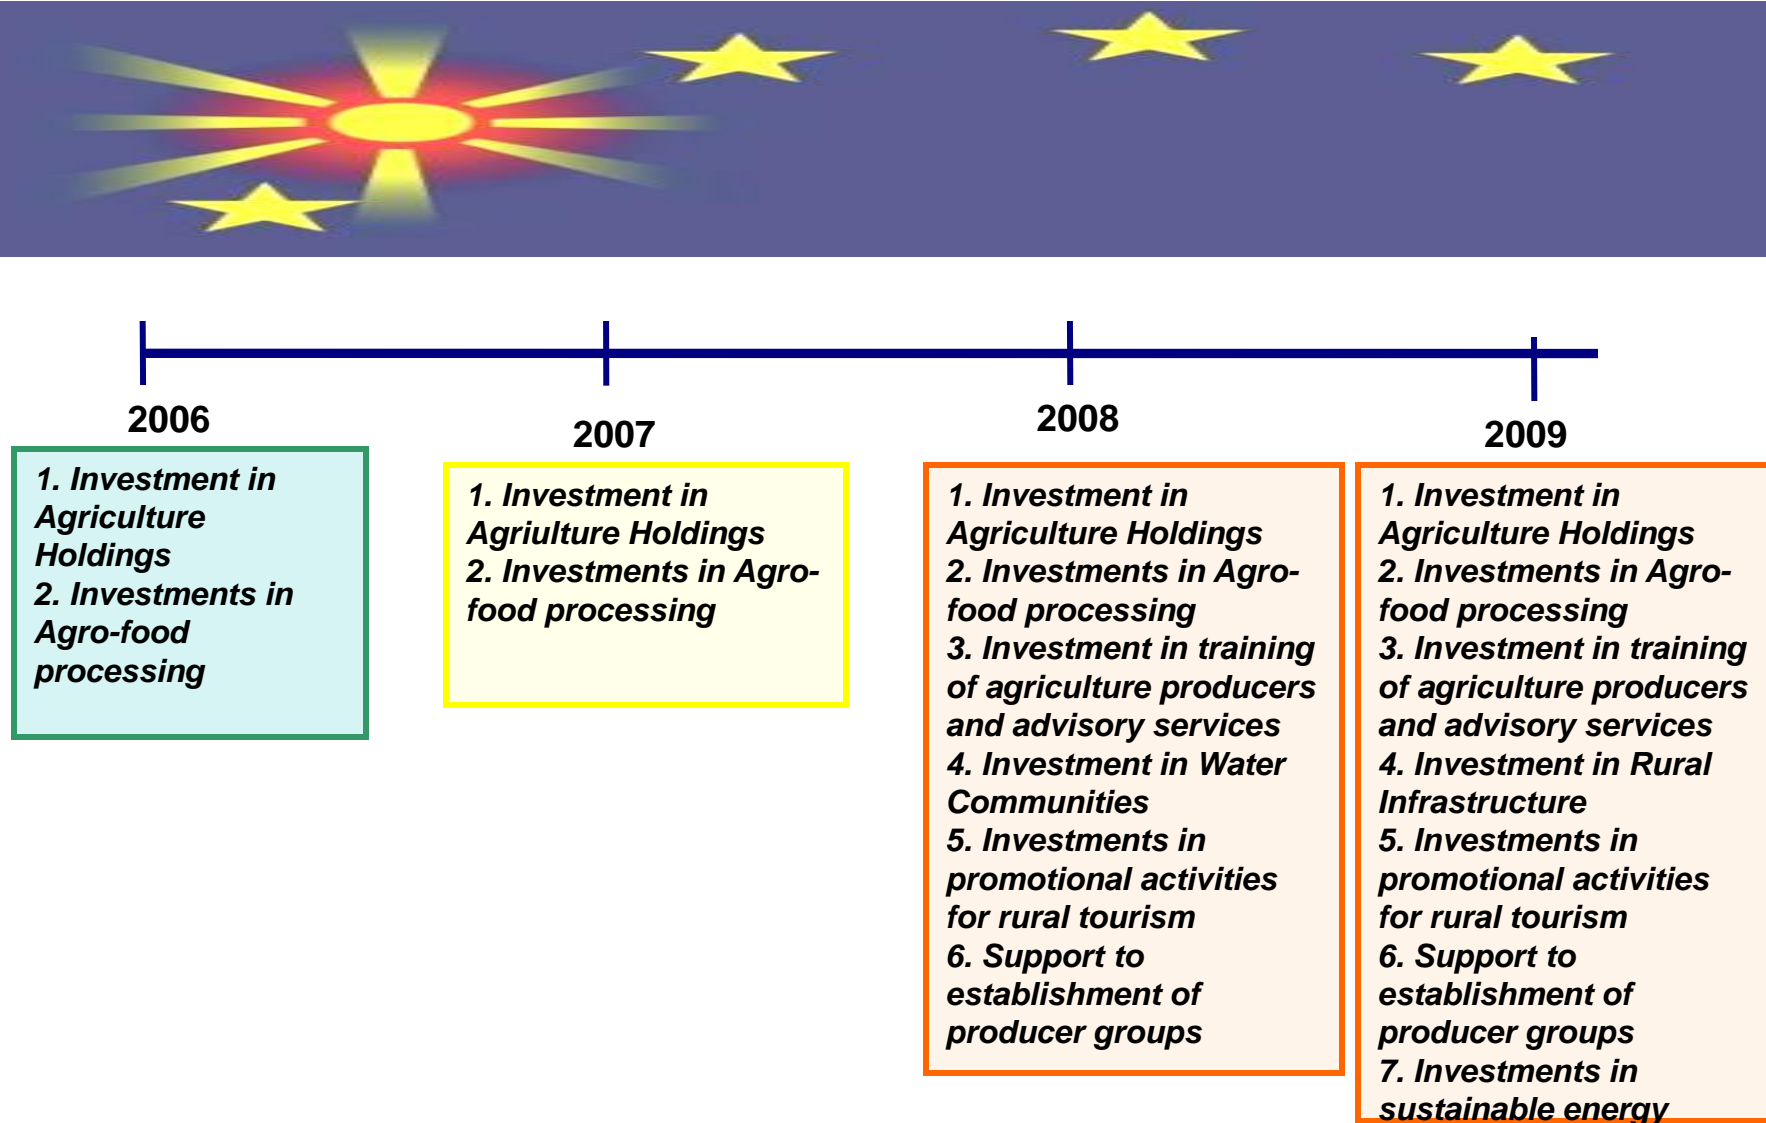 2006
1. Investment in
Agriculture
Holdings
2. Investments in
Agro-food
processing
2007
1. Investment in
Agriulture Holdings
2. Investments in Agro-
food processing
2008
1. Investment in
Agriculture Holdings
2. Investments in Agro-
food processing
3. Investment in training
of agriculture producers
and advisory services
4. Investment in Water
Communities
5. Investments in
promotional activities
for rural tourism
6. Support to
establishment of
producer groups
2009
1. Investment in
Agriculture Holdings
2. Investments in Agro-
food processing
3. Investment in training
of agriculture producers
and advisory services
4. Investment in Rural
Infrastructure
5. Investments in
promotional activities
for rural tourism
6. Support to
establishment of
producer groups
7. Investments in
sustainable energy